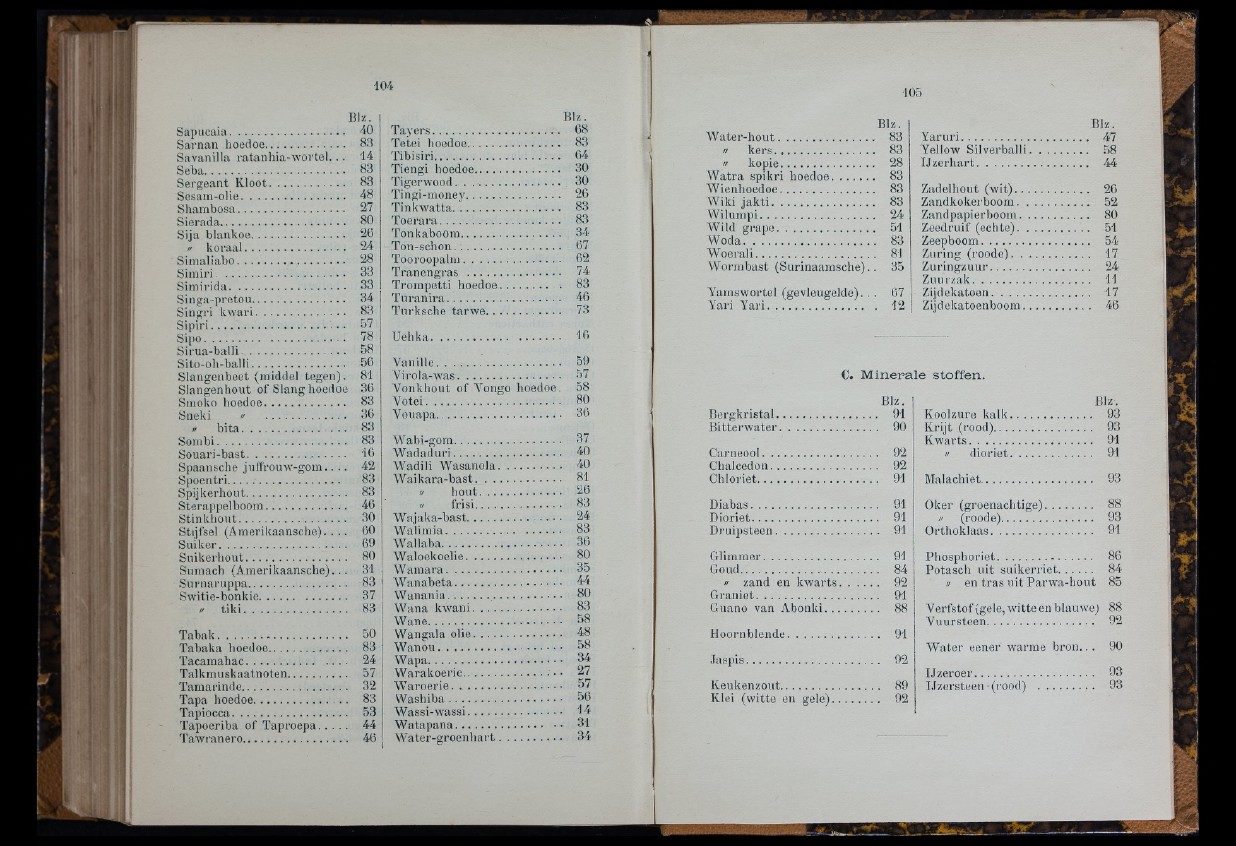 104
Blz.
Sapucaia. 40
Sarnan hoedoe. 83
Savanilla ratanhia-wortel. 14
Seba. 83
Sergeant Kloot. 83
Sesam-olie. 48
Shambosa. 27
Sierada. 80
Sija blankoe. 26
〃 koraal. 24
Simaliabo. 28
Simiri. 33
Simirida. 33
Singa-pretou. 34
Singri kwari. 83
Sipiri. 57
Sipo. 78
Sirua-balli. 58
Sito-oli-balli. 56
Slangenbeet (middel tegen). 81
Slangenhout of Slang hoedoe 36
Smoko hoedoe. 83
Sneki 〃 36
〃 bita. 83
Sombi. 83
Souari-bast. 16
Spaansche juffrouw-gom. 42
Spoentri. 83
Spijkerhout. 83
Sterappelboom. 46
Stinkhout. 30
Stijfsel (Amerikaansche). 60
Suiker. 69
Suikerhout. 80
Sumach (Amerikaansche). 31
Surnaruppa. 83
Switie-bonkie. 37
〃 tiki. 83
Tabak. 50
Tabaka hoedoe. 83
Tacamahac. 24
Talkmuskaatnoten. 57
Tamarinde. 32
Tapa hoedoe. 83
Tapiocca. 53
Tapoeriba of Taproepa. 44
Tawranero. 46
Blz.
Tayers. 68
Tetei hoedoe. 83
Tibisiri. 64
Tiengi hoedoe. 30
Tigerwood. 30
Tingi-money. 26
Tinkwatta. 83
Toerara. 83
Tonkaboom. 34
Ton-schon. 67
Tooroopalm. 62
Tranengras 74
Trompetti hoedoe. 83
Turanira. 46
Turksche tarwe. 73
Uehka. 16
Vanille. 59
Virola-was. 57
Vonkhout of Vongo hoedoe. 58
Votei. 80
Vouapa. 36
Wabi-gom. 37
Wadaduri. 40
Wadili Wasanola. 40
Waikara-bast. 81
〃 hout. 26
〃 frisi. 83
Wajaka-bast. 24
Walimia. 83
Wallaba. 36
Waloekoelie. 80
Wamara. 35
Wanabeta. 44
Wanania. 80
Wana kwani. 83
Wane. 58
Wangala olie. 48
Wanou. 58
Wapa. 34
Warakoerie. 27
Waroerie. 57
Washiba. 56
Wassi-wassi. 14
Watapana. 31
Water-groenhart. 34
105
Blz.
Water-hout. 83
〃 kers. 83
〃 kopie. 28
Watra spikri hoedoe. 83
Wienhoedoe. 83
Wiki jakti. 83
Wilumpi. 24
Wild grape. 51
Woda. 83
Woerali. 81
Wormbast (Surinaamsche). 35
Yamswortel (gevleugelde). 67
Yari Yari. 12
Blz.
Yaruri. 47
Yellow Silverballi. 58
IJzerhart. 44
Zadelhout (wit). 26
Zandkokerboom. 52
Zandpapierboom. 80
Zeedruif (echte). 51
Zeepboom. 54
Zuring (roode). 17
Zuringzuur. 24
Zuurzak. 11
Zijdekatoen. 17
Zijdekatoenboom. 46
C. Minerale stoffen.
Blz.
Bergkristal. 91
Bitterwater. 90
Carneool. 92
Chalcedon. 92
Chloriet. 91
Diabas. 91
Dioriet. 91
Druipsteen. 91
Glimmer. 91
Goud. 84
〃 zand en kwarts. 92
Graniet. 91
Guano van Abonki. 88
Hoornblende. 91
Jaspis. 92
Keukenzout. 89
Klei (witte en gele). 92
Blz.
Koolzure kalk. 93
Krijt (rood). 93
Kwarts. 91
〃 dioriet. 91
Malachiet. 93
Oker (groenachtige). 88
〃 (roode). 93
Orthoklaas. 91
Phosphoriet. 86
Potasch uit suikerriet. 84
〃 en tras uit Parwa-hout 85
Verfstof (gele, witte en blauwe) 88
Vuursteen. 92
Water eener warme bron. 90
IJzeroer. 93
IJzersteen (rood) 93